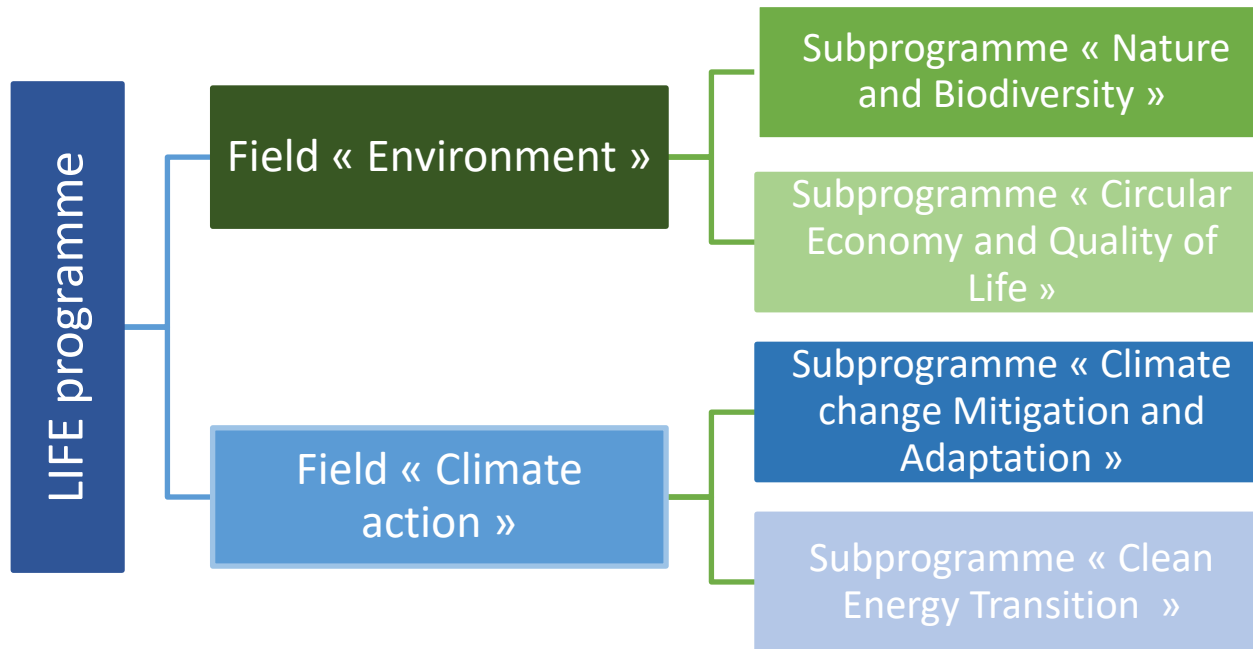 LIFE programme
Field « Environment »
Subprogramme « Nature
and Biodiversity »
Subprogramme « Circular
Economy and Quality of
Life »
Field « Climate
action »
Subprogramme « Climate
change Mitigation and
Adaptation »
Subprogramme « Clean
Energy Transition  »